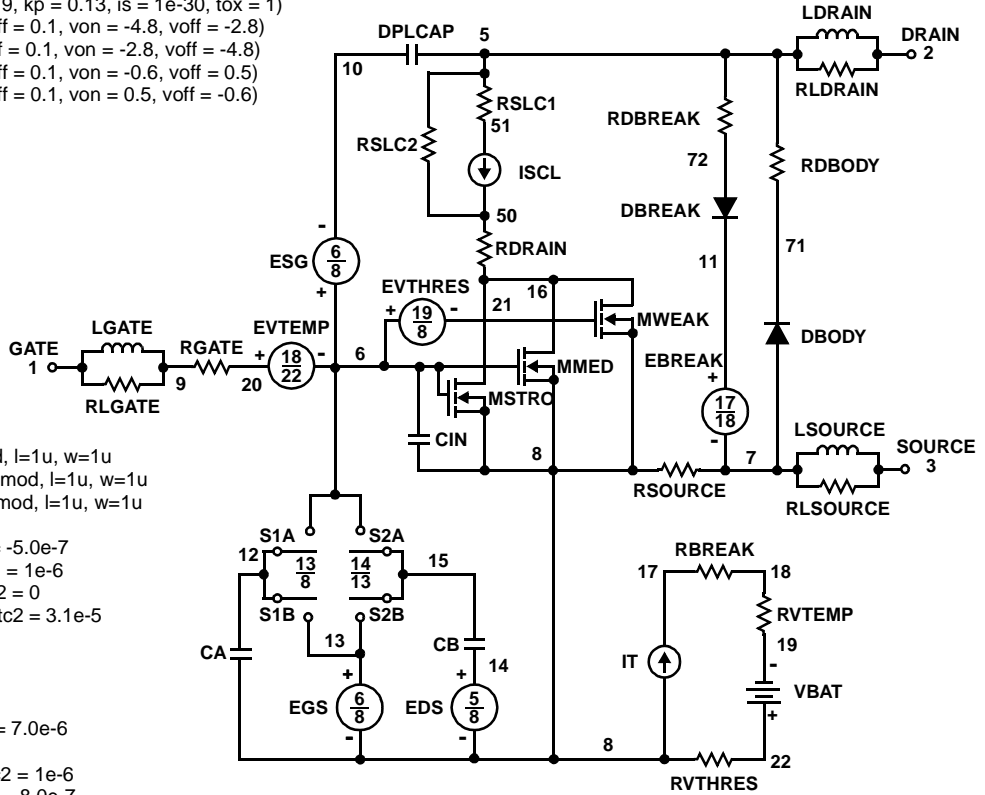 9, kp = 0.13, is = 1e-30, tox = 1)
ff = 0.1, von = -4.8, voff = -2.8)
f = 0.1, von = -2.8, voff = -4.8)
ff = 0.1, von = -0.6, voff = 0.5)
ff = 0.1, von = 0.5, voff = -0.6)
DPLCAP
5
10
LDRAIN
DRAIN
2
RLDRAIN
RSLC1
51
RSLC2
ISCL
50
RDRAIN
RDBREAK
72
DBREAK
11
RDBODY
71
DBODY
ESG
-
6
8
+
EVTHRES
+
19
8
-
21
16
MWEAK
MMED
MSTRO
EBREAK
+
17
18
-
GATE
1
LGATE
RLGATE
9
RGATE
20
EVTEMP
+
18
22
-
6
CIN
8
RSOURCE
7
LSOURCE
SOURCE
3
RLSOURCE
d, l=1u, w=1u
mod, l=1u, w=1u
mod, l=1u, w=1u
= -5.0e-7
= 1e-6
2 = 0
tc2 = 3.1e-5
= 7.0e-6
c2 = 1e-6
S1A
S2A
12
13
8
14
13
15
S1B
S2B
13
CA
CB
14
EGS
+
6
8
-
EDS
+
5
8
-
8
RBREAK
17
18
RVTEMP
19
IT
-
VBAT
+
22
RVTHRES